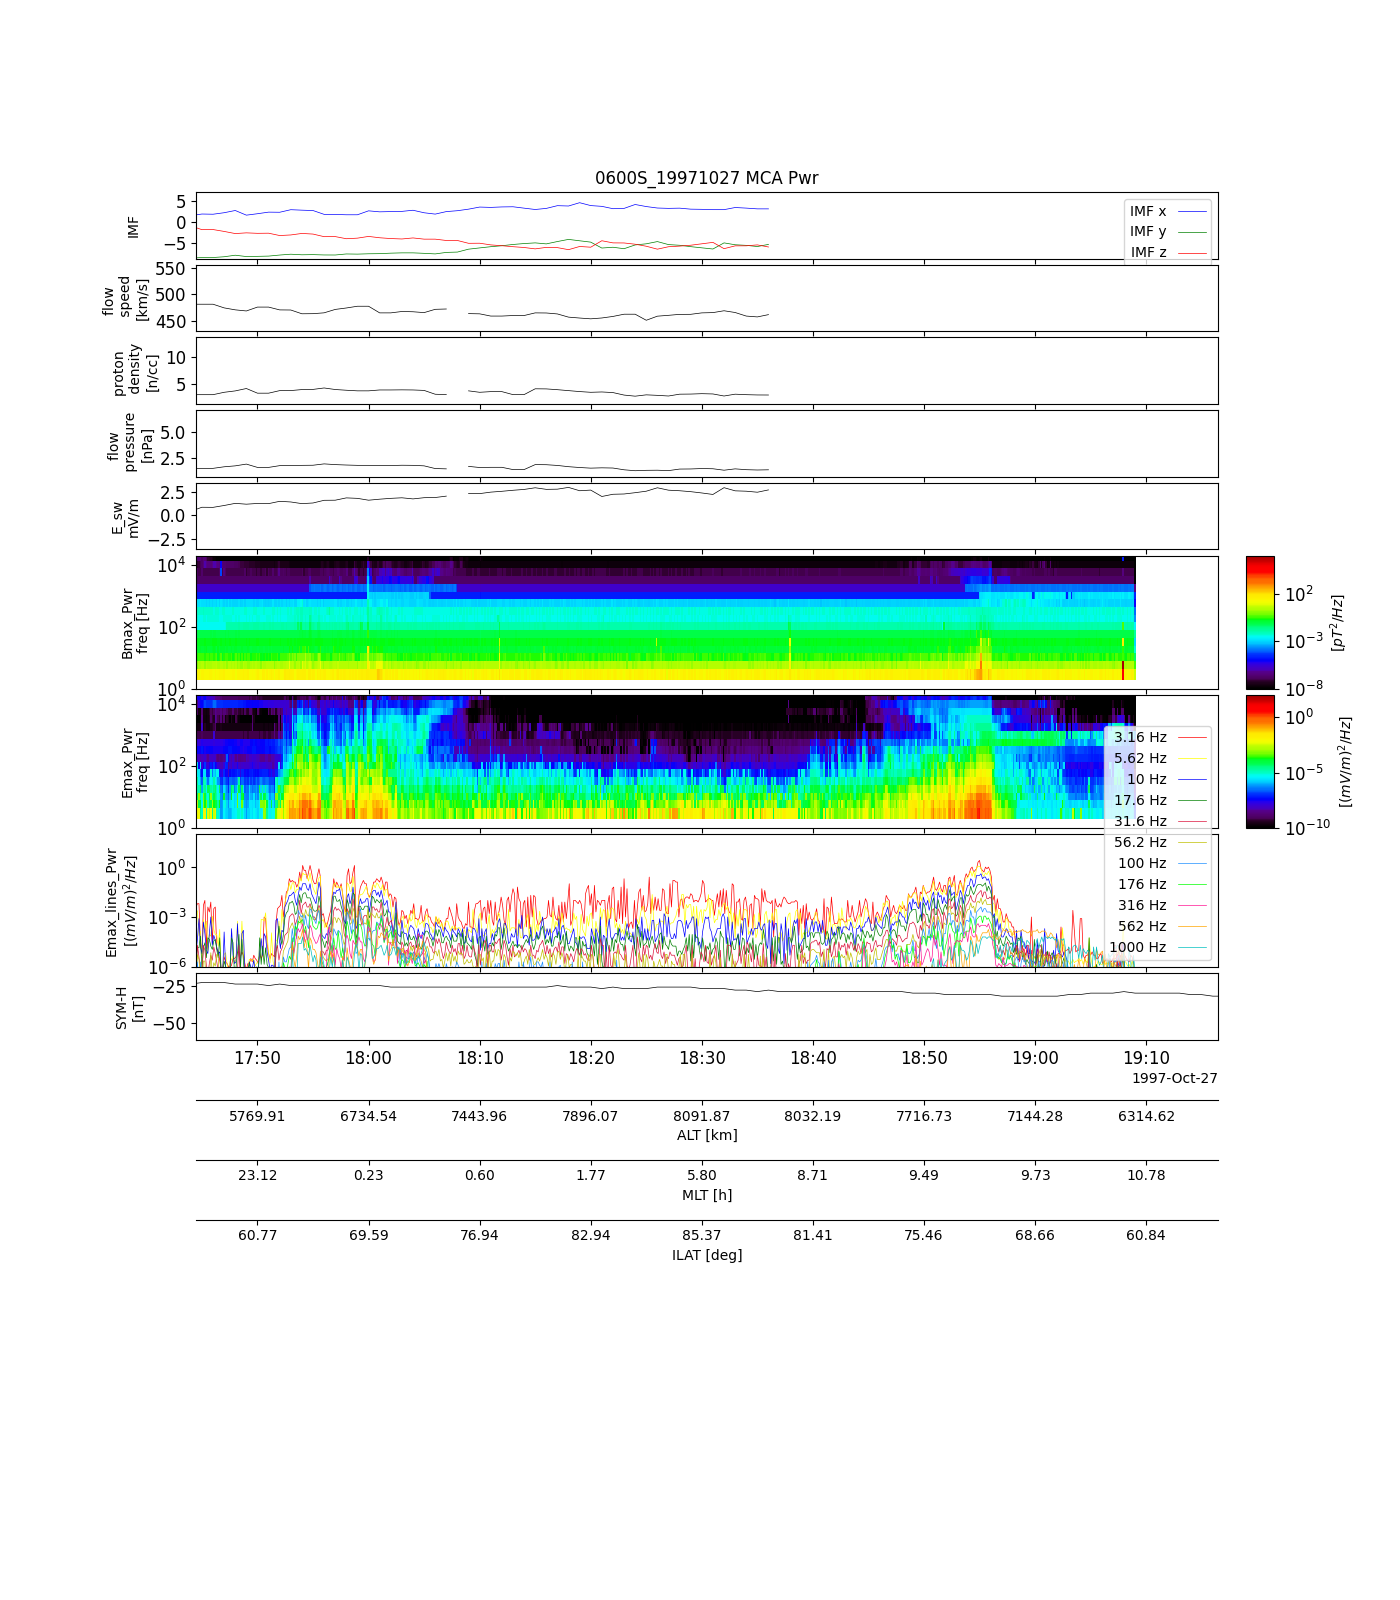 0600S_19971027 MCA Pwr
5
0
−5
IMF
IMF x
IMF y
IMF z
550
500
450
flow
speed
[km/s]
10
5
proton
density
[n/cc]
5.0
2.5
flow
pressure
[nPa]
2.5
0.0
−2.5
E_sw
mV/m
10^4
10^2
10^0
Bmax_Pwr
freq [Hz]
10^2
10^−3
10^−8
[pT^2/Hz]
10^4
10^2
10^0
Emax_Pwr
freq [Hz]
10^0
10^−5
10^−10
[(mV/m)^2/Hz]
3.16 Hz
5.62 Hz
10 Hz
17.6 Hz
31.6 Hz
56.2 Hz
100 Hz
176 Hz
316 Hz
562 Hz
1000 Hz
10^0
10^−3
10^−6
Emax_lines_Pwr
[(mV/m)^2/Hz]
−25
−50
SYM-H
[nT]
17:50 18:00 18:10 18:20 18:30 18:40 18:50 19:00 19:10
1997-Oct-27
5769.91 6734.54 7443.96 7896.07 8091.87 8032.19 7716.73 7144.28 6314.62
ALT [km]
23.12 0.23 0.60 1.77 5.80 8.71 9.49 9.73 10.78
MLT [h]
60.77 69.59 76.94 82.94 85.37 81.41 75.46 68.66 60.84
ILAT [deg]